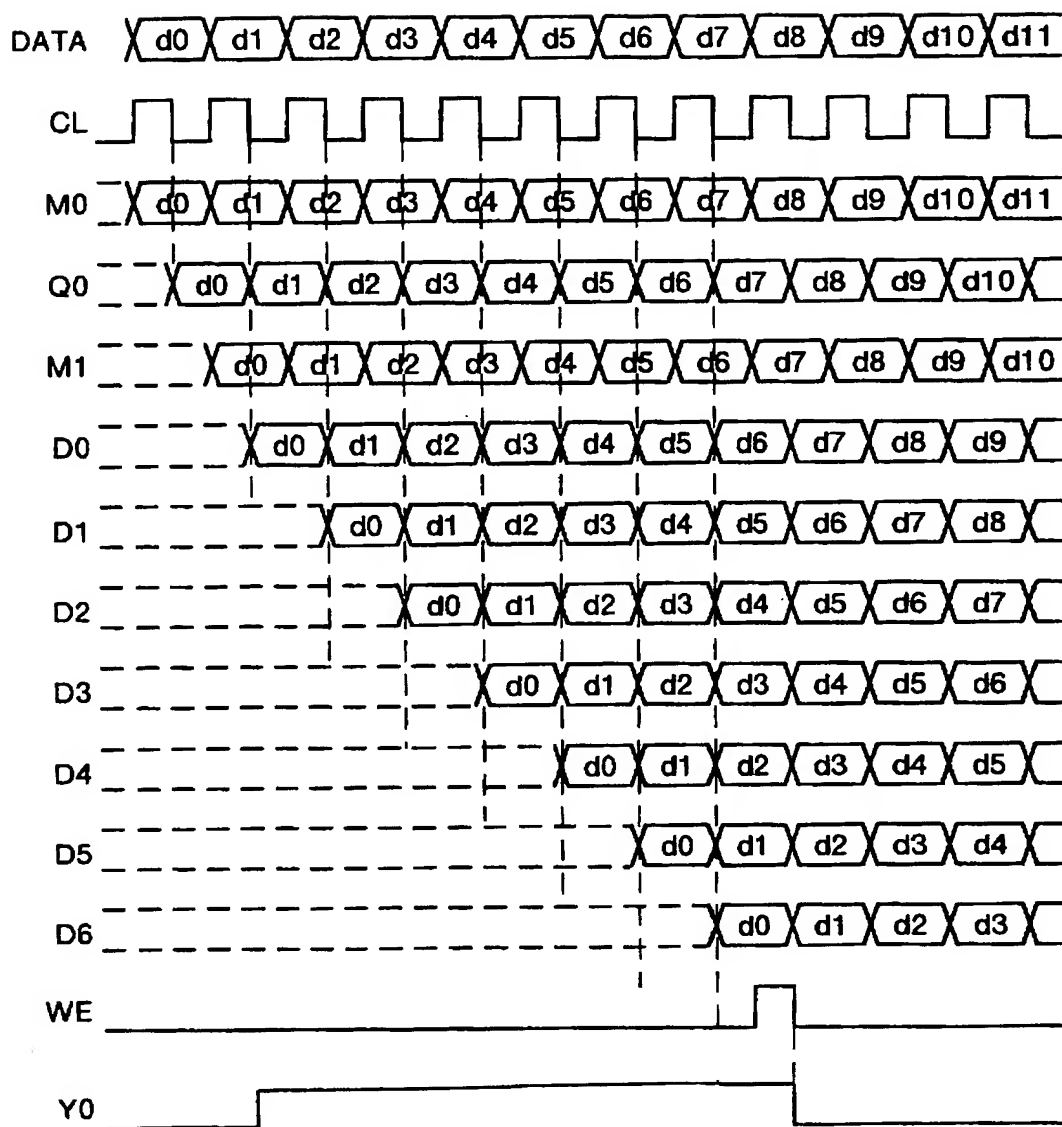 DATA d0 d1 d2 d3 d4 d5 d6 d7 d8 d9 d10 d11
CL
M0 d0 d1 d2 d3 d4 d5 d6 d7 d8 d9 d10 d11
Q0 d0 d1 d2 d3 d4 d5 d6 d7 d8 d9 d10
M1 d0 d1 d2 d3 d4 d5 d6 d7 d8 d9 d10
D0 d0 d1 d2 d3 d4 d5 d6 d7 d8 d9
D1 d0 d1 d2 d3 d4 d5 d6 d7 d8
D2 d0 d1 d2 d3 d4 d5 d6 d7
D3 d0 d1 d2 d3 d4 d5 d6
D4 d0 d1 d2 d3 d4 d5
D5 d0 d1 d2 d3 d4
D6 d0 d1 d2 d3
WE
Y0